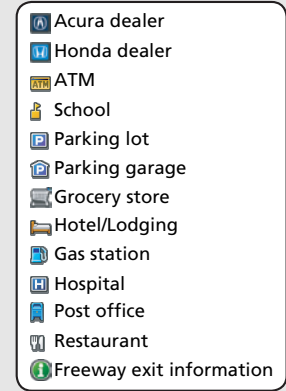 Acura dealer
Honda dealer
ATM ATM
School
P Parking lot
P Parking garage
Grocery store
Hotel/Lodging
Gas station
H Hospital
Post office
Restaurant
i Freeway exit information